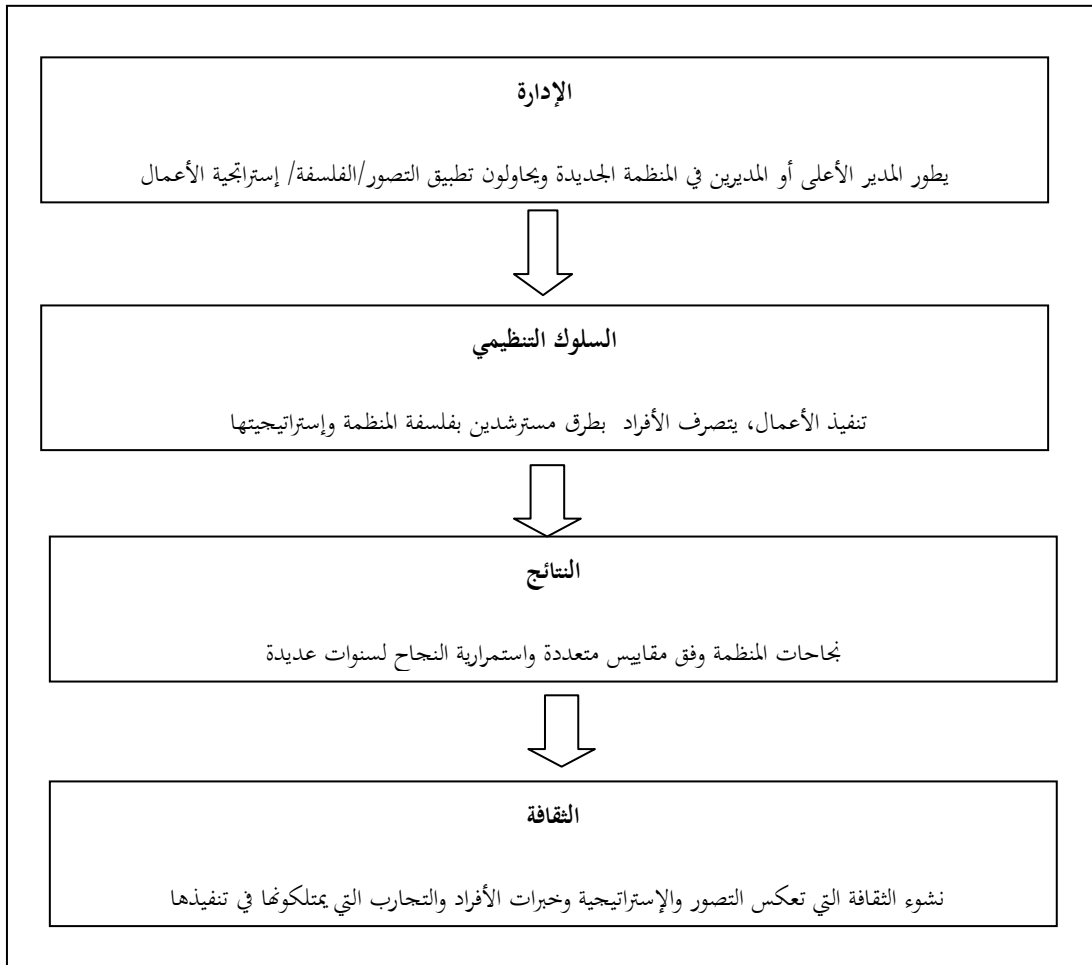 الإدارة
يطور المدير الأعلى أو المديرين في المنظمة الجديدة ويحاولون تطبيق التصور/الفلسفة/ إستراتجية الأعمال
السلوك التنظيمي
تنفيذ الأعمال، يتصرف الأفراد بطرق مسترشدين بفلسفة المنظمة وإستراتيجيتها
النتائج
نجاحات المنظمة وفق مقاييس متعددة واستمرارية النجاح لسنوات عديدة
الثقافة
نشوء الثقافة التي تعكس التصور والإستراتيجية وخبرات الأفراد والتجارب التي يمتلكونها في تنفيذها